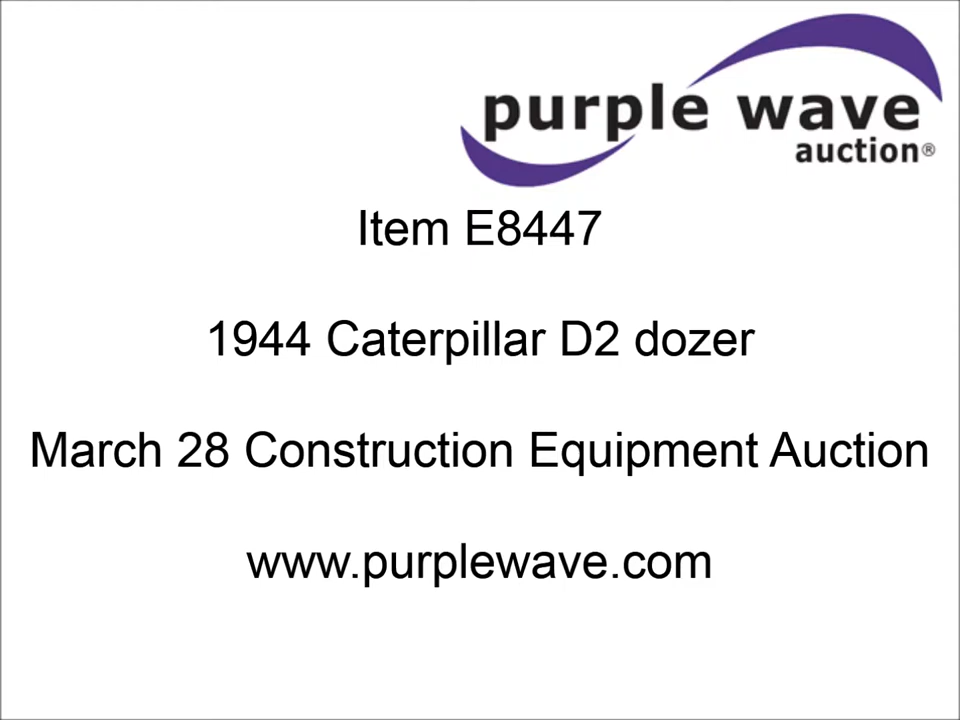 purple wave
auction®
Item E8447
1944 Caterpillar D2 dozer
March 28 Construction Equipment Auction
www.purplewave.com